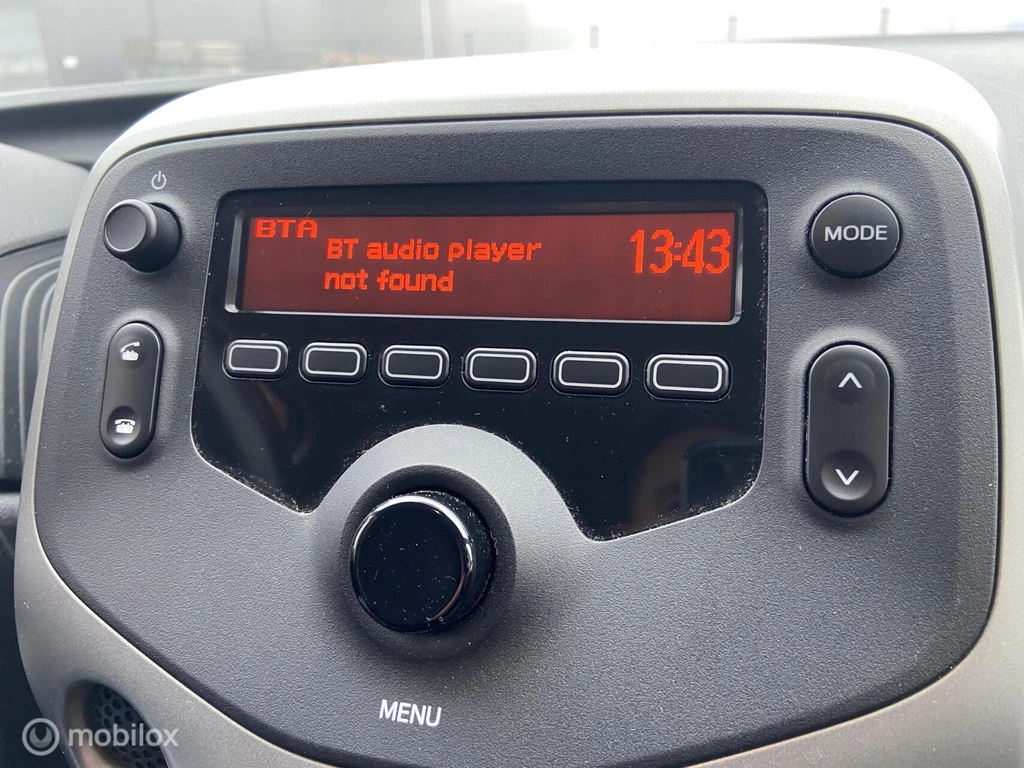 BTA
BT audio player
not found
13:43
MODE
MENU
mobilox